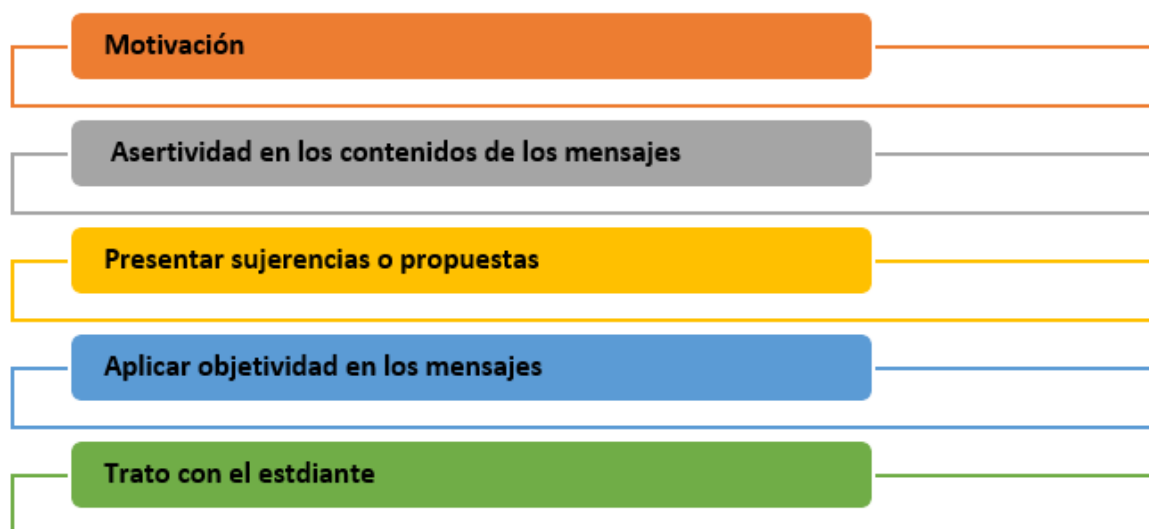 Motivación
Asertividad en los contenidos de los mensajes
Presentar sujerencias o propuestas
Aplicar objetividad en los mensajes
Trato con el estdiante